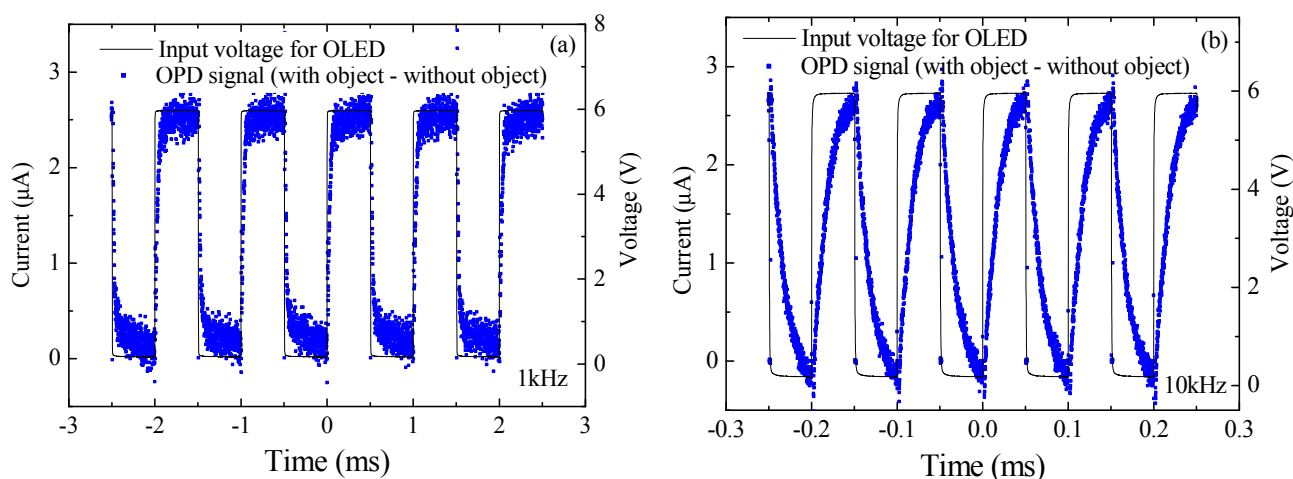 Input voltage for OLED
OPD signal (with object - without object)
(a)
3
2
1
0
Current (µA)
8
6
4
2
0
Voltage (V)
1kHz
-3
-2
-1
0
1
2
3
Time (ms)
Input voltage for OLED
OPD signal (with object - without object)
(b)
3
2
1
0
Current (µA)
6
4
2
0
Voltage (V)
10kHz
-0.3
-0.2
-0.1
0.0
0.1
0.2
0.3
Time (ms)